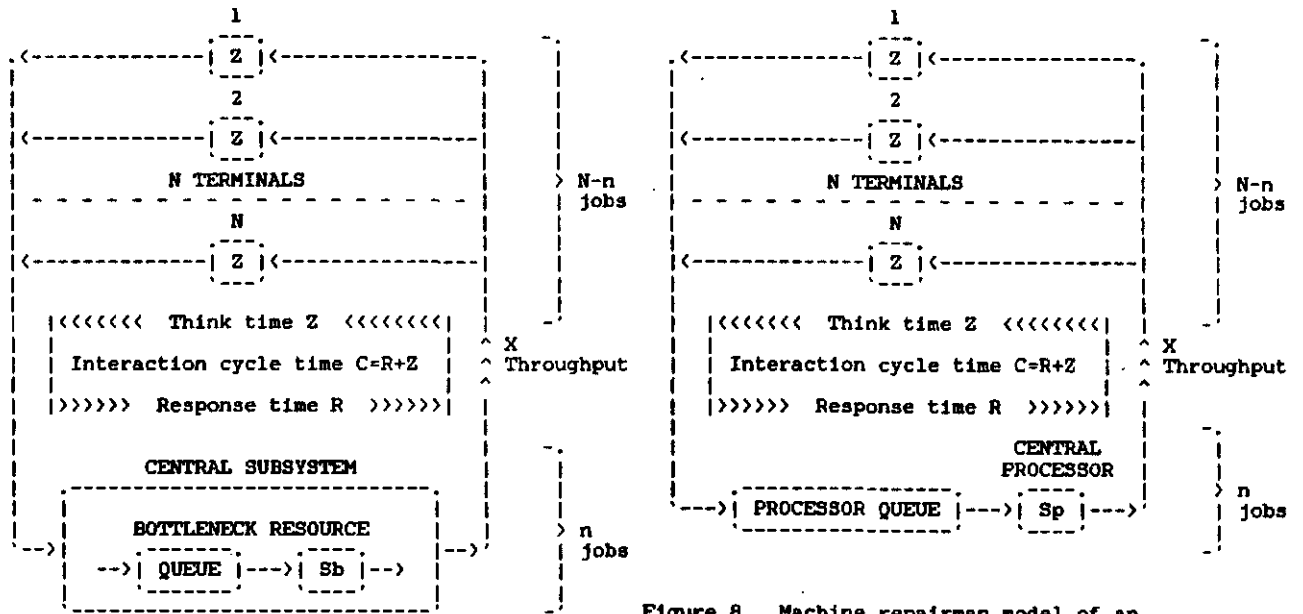 1
Z
2
Z
N TERMINALS
N
Z
N-n
jobs
<<<<<<< Think time Z <<<<<<<<
Interaction cycle time C=R+Z
>>>>>> Response time R >>>>>>
X
Throughput
CENTRAL SUBSYSTEM
BOTTLENECK RESOURCE
QUEUE
Sb
n
jobs
1
Z
2
Z
N TERMINALS
N
Z
N-n
jobs
<<<<<<< Think time Z <<<<<<<<
Interaction cycle time C=R+Z
>>>>>> Response time R >>>>>>
X
Throughput
CENTRAL
PROCESSOR
PROCESSOR QUEUE
Sp
n
jobs
Figure 8 Machine repairman model of an